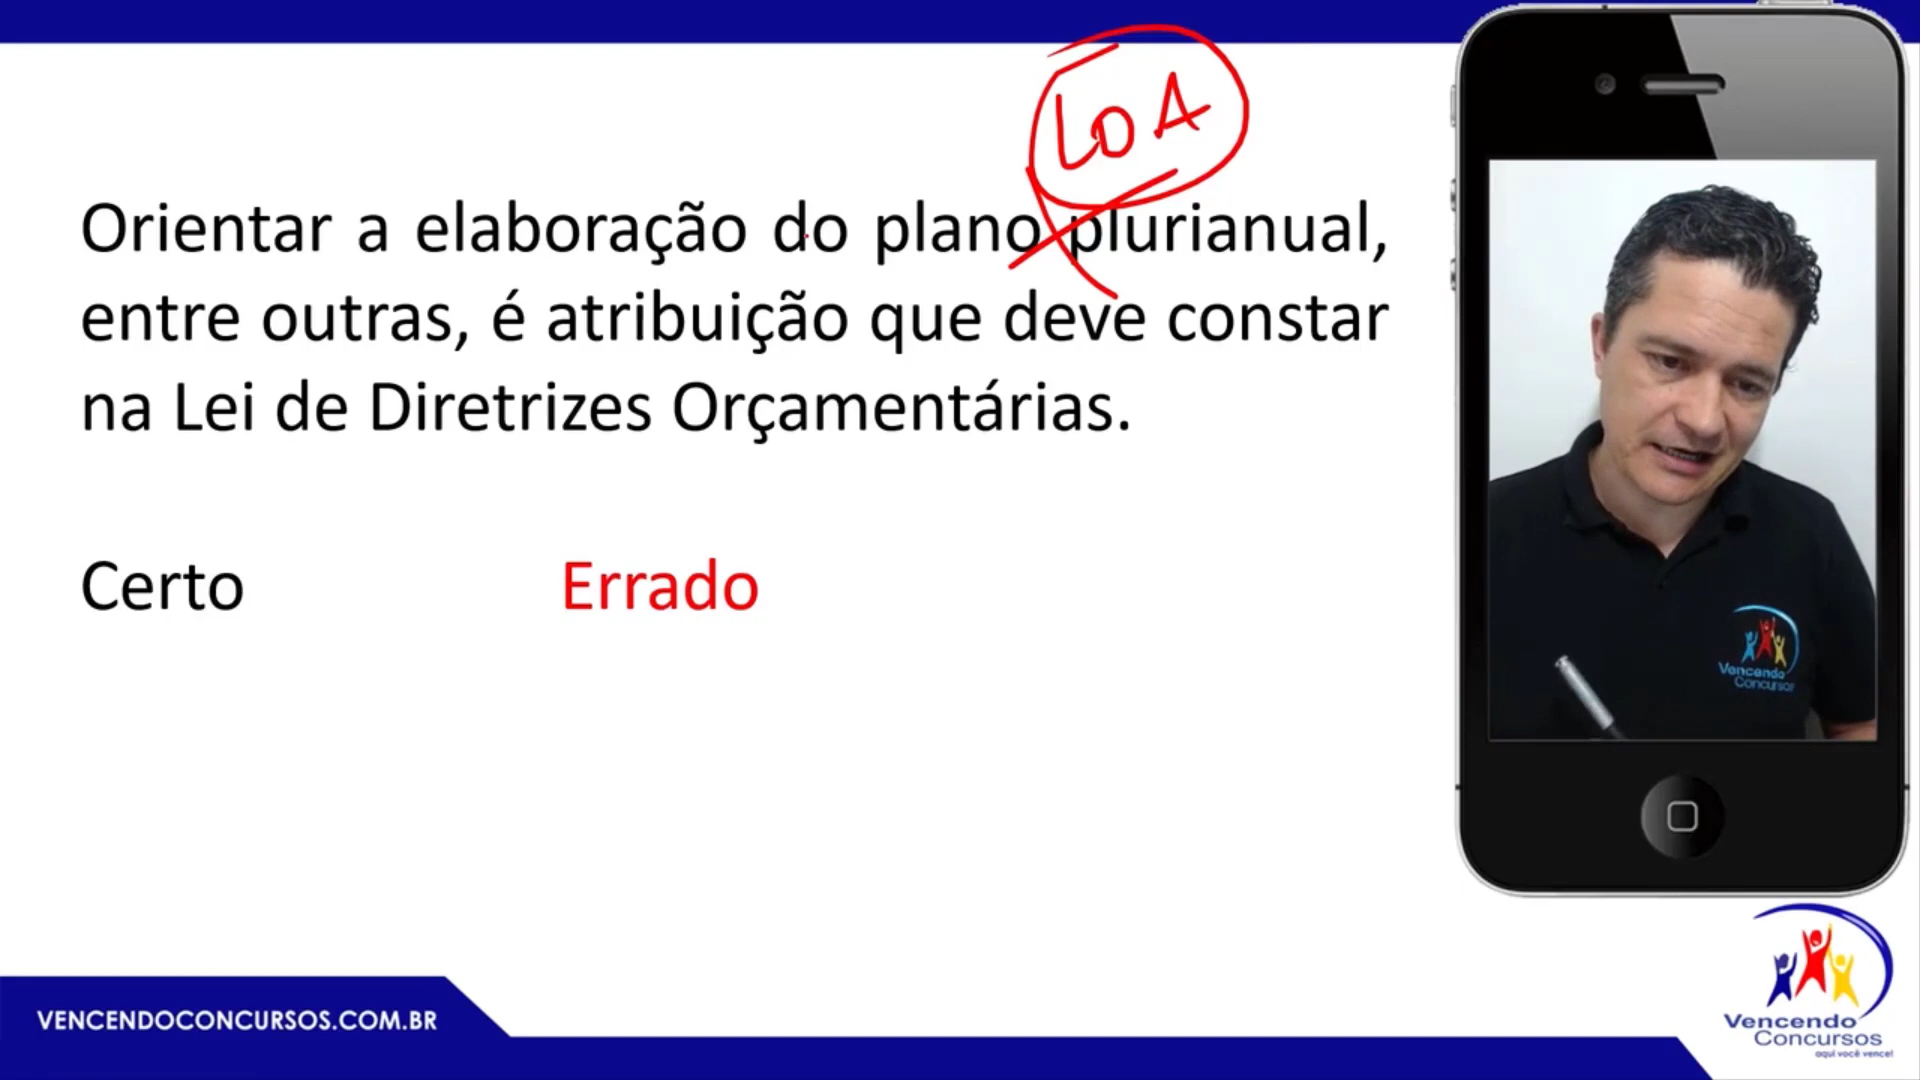 LOA
Orientar a elaboração do plano plurianual,
entre outras, é atribuição que deve constar
na Lei de Diretrizes Orçamentárias.
Certo Errado
Vencendo
Concursos
VENCENDOCONCURSOS.COM.BR
Vencendo
Concursos
aqui você vence!